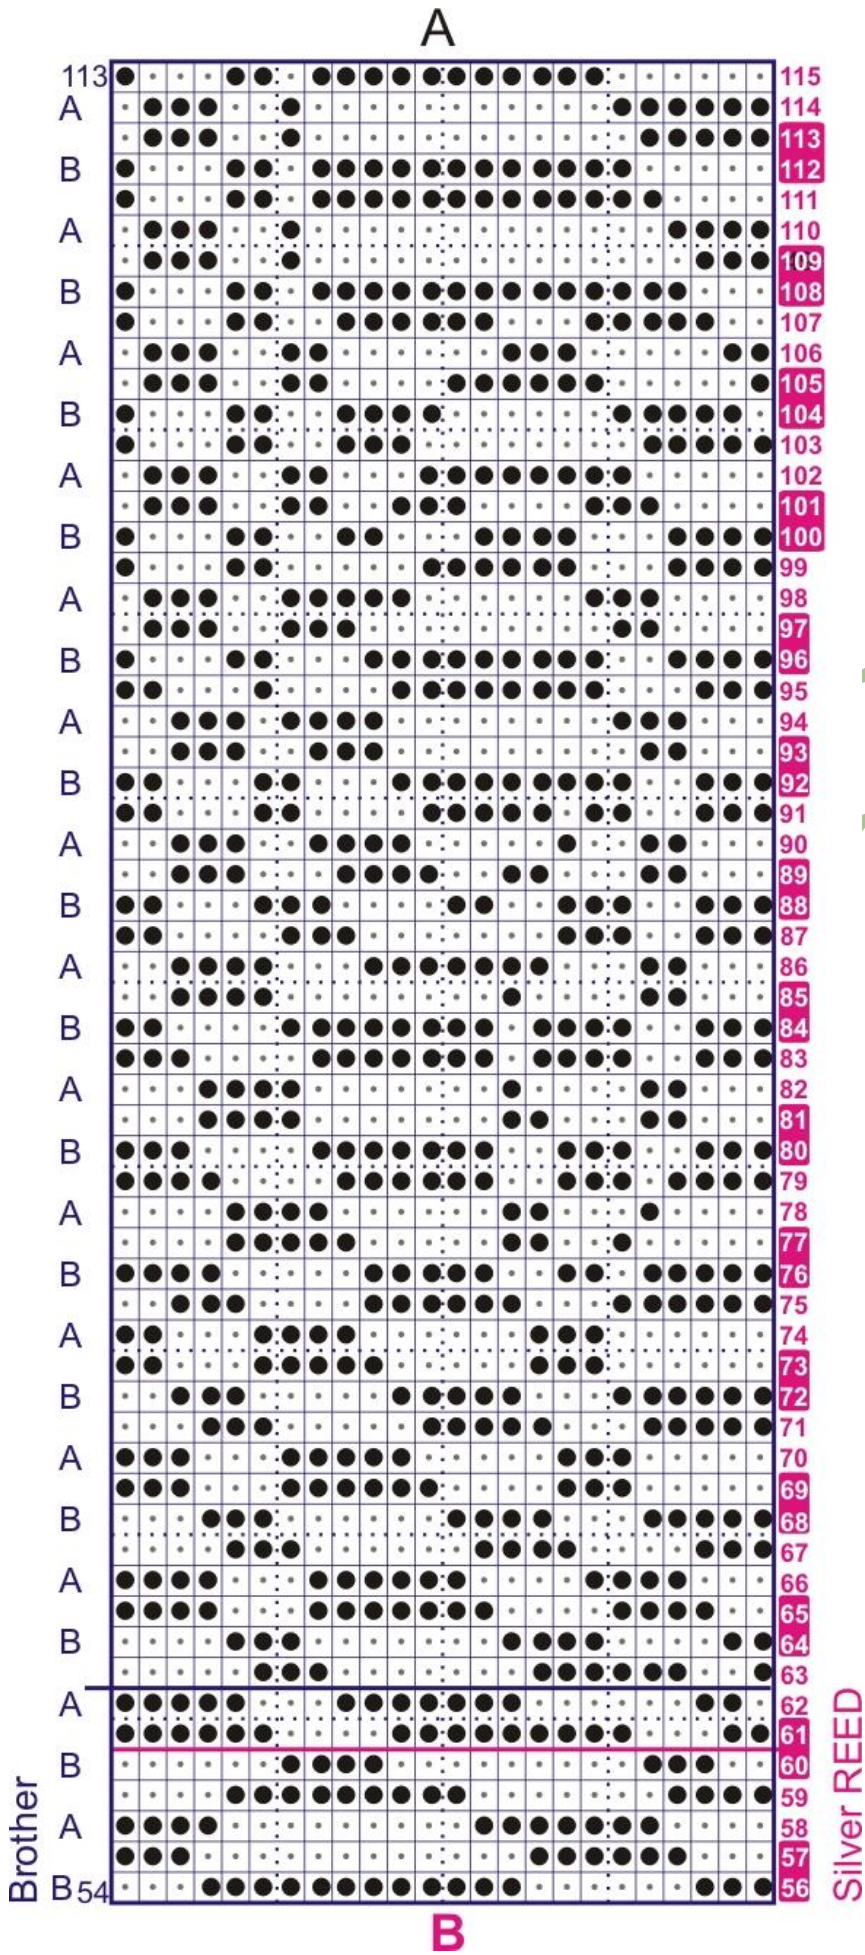 A
113 115
A 114
113
B 112
111
A 110
109
B 108
107
A 106
105
B 104
103
A 102
101
B 100
99
A 98
97
B 96
95
A 94
93
B 92
91
A 90
89
B 88
87
A 86
85
B 84
83
A 82
81
B 80
79
A 78
77
B 76
75
A 74
73
B 72
71
A 70
69
B 68
67
A 66
65
B 64
63
A 62
61
B 60
59
A 58
57
B 54 56
Brother
Silver REED
B